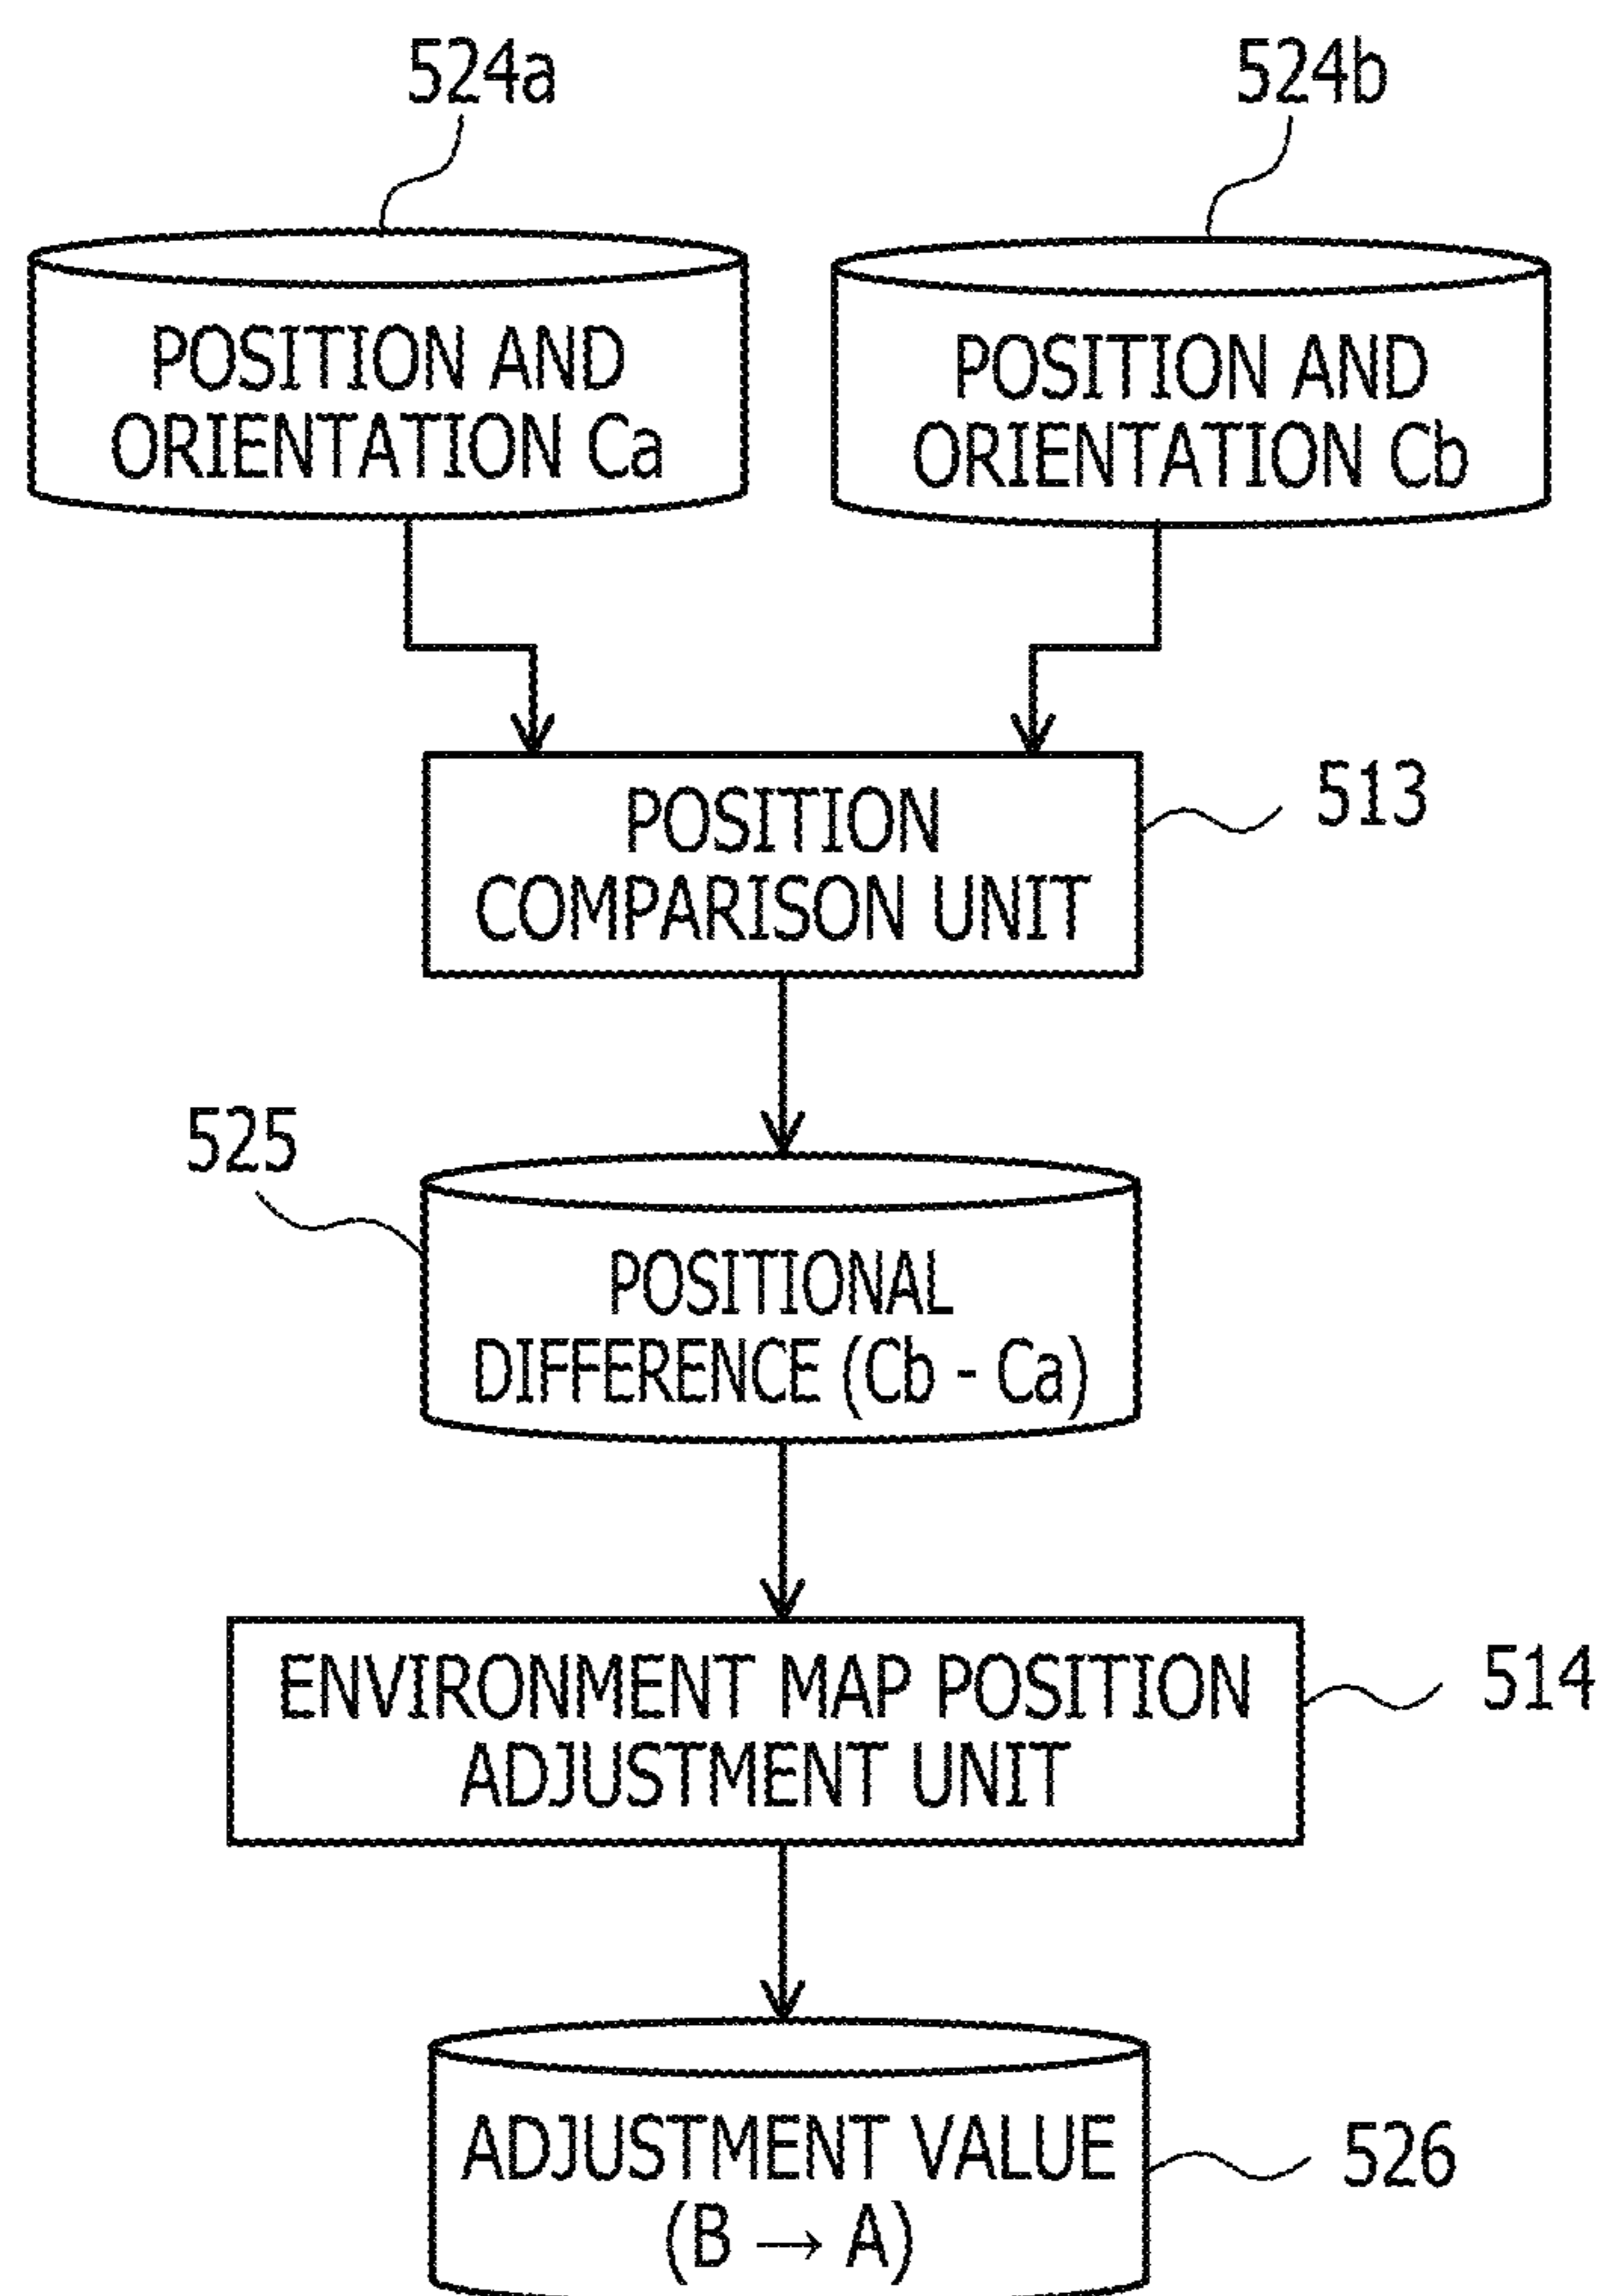 524a
524b
POSITION AND
ORIENTATION Ca
POSITION AND
ORIENTATION Cb
513
POSITION
COMPARISON UNIT
525
POSITIONAL
DIFFERENCE (Cb - Ca)
514
ENVIRONMENT MAP POSITION
ADJUSTMENT UNIT
526
ADJUSTMENT VALUE
(B → A)